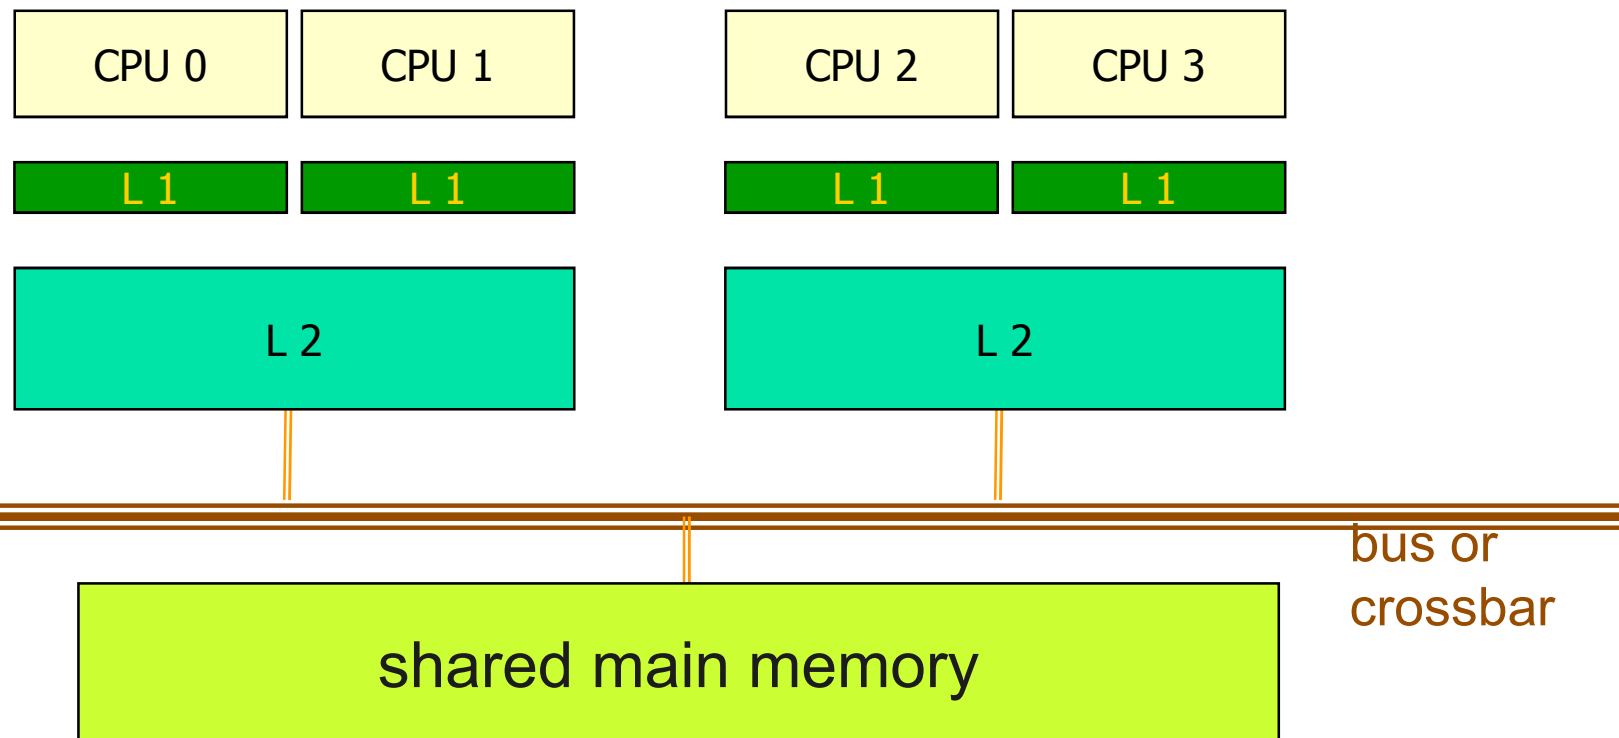 CPU 0
CPU 1
CPU 2
CPU 3
L 1
L 1
L 1
L 1
L 2
L 2
bus or
crossbar
shared main memory